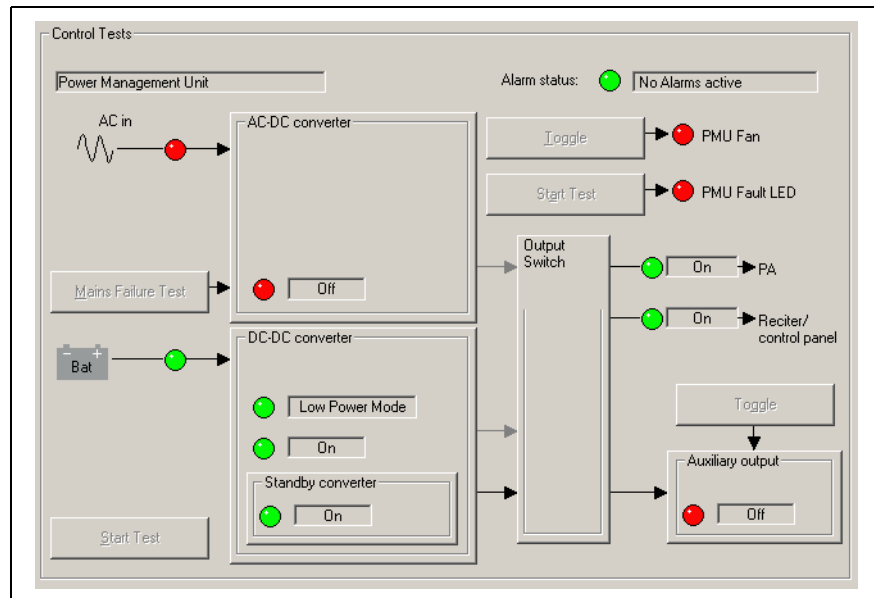 Control Tests
Power Management Unit
Alarm status:
No Alarms active
AC in
AC-DC converter
Toggle
PMU Fan
Start Test
PMU Fault LED
Output
Switch
On
PA
Mains Failure Test
Off
On
Reciter/
control panel
DC-DC converter
Bat
Low Power Mode
Toggle
On
Auxiliary output
Standby converter
On
Off
Start Test